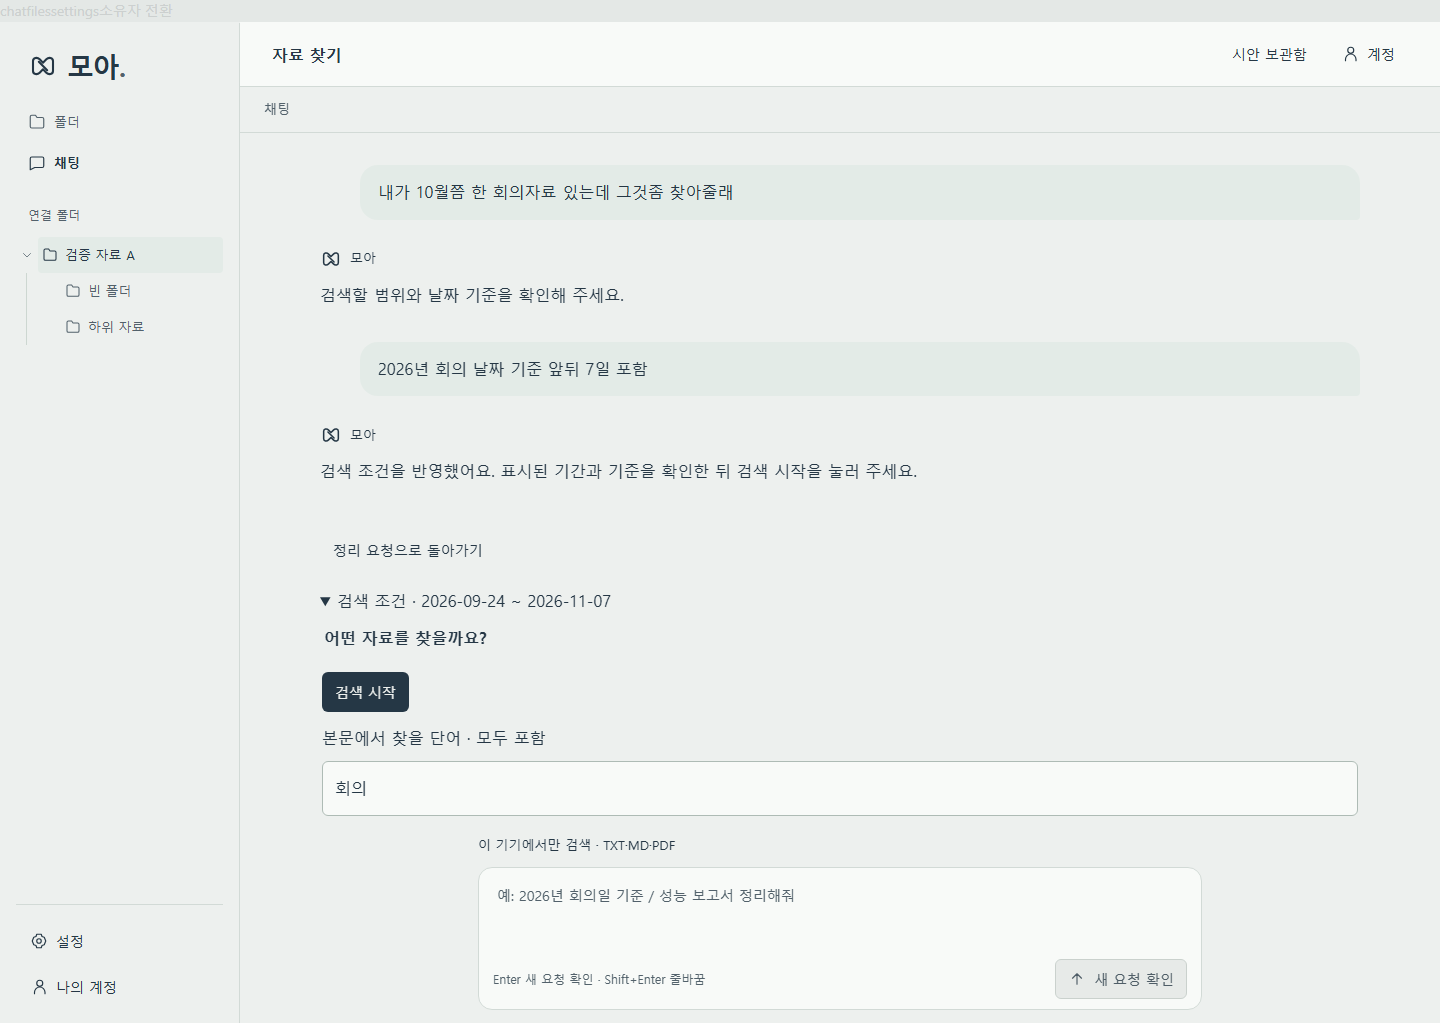 chatfilessettings소유자 전환
모아.
자료 찾기
시안 보관함
계정
폴더
채팅
채팅
연결 폴더
검증 자료 A
빈 폴더
하위 자료
내가 10월쯤 한 회의자료 있는데 그것좀 찾아줄래
모아
검색할 범위와 날짜 기준을 확인해 주세요.
2026년 회의 날짜 기준 앞뒤 7일 포함
모아
검색 조건을 반영했어요. 표시된 기간과 기준을 확인한 뒤 검색 시작을 눌러 주세요.
정리 요청으로 돌아가기
▼ 검색 조건 · 2026-09-24 ~ 2026-11-07
어떤 자료를 찾을까요?
검색 시작
본문에서 찾을 단어 · 모두 포함
회의
이 기기에서만 검색 · TXT·MD·PDF
예: 2026년 회의일 기준 / 성능 보고서 정리해줘
Enter 새 요청 확인 · Shift+Enter 줄바꿈
새 요청 확인
설정
나의 계정